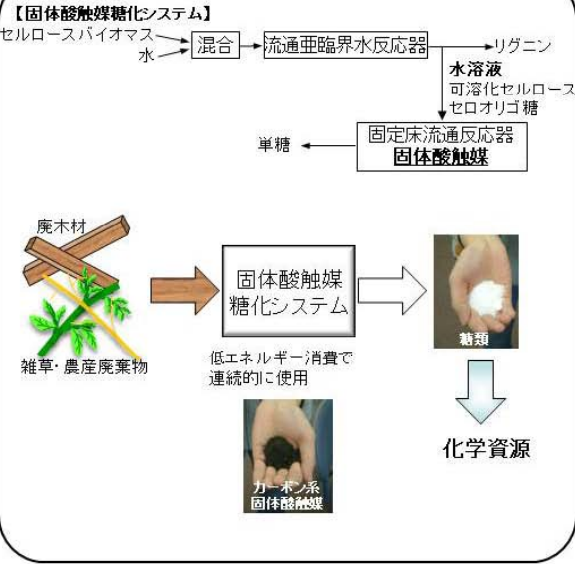 【固体酸触媒糖化システム】
セルロースバイオマス
水
混合
流通亜臨界水反応器
リグニン
水溶液
可溶化セルロース
セロオリゴ糖
固定床流通反応器
固体酸触媒
単糖
廃木材
雑草・農産廃棄物
固体酸触媒
糖化システム
低エネルギー消費で
連続的に使用
カーボン系
固体酸触媒
糖類
化学資源